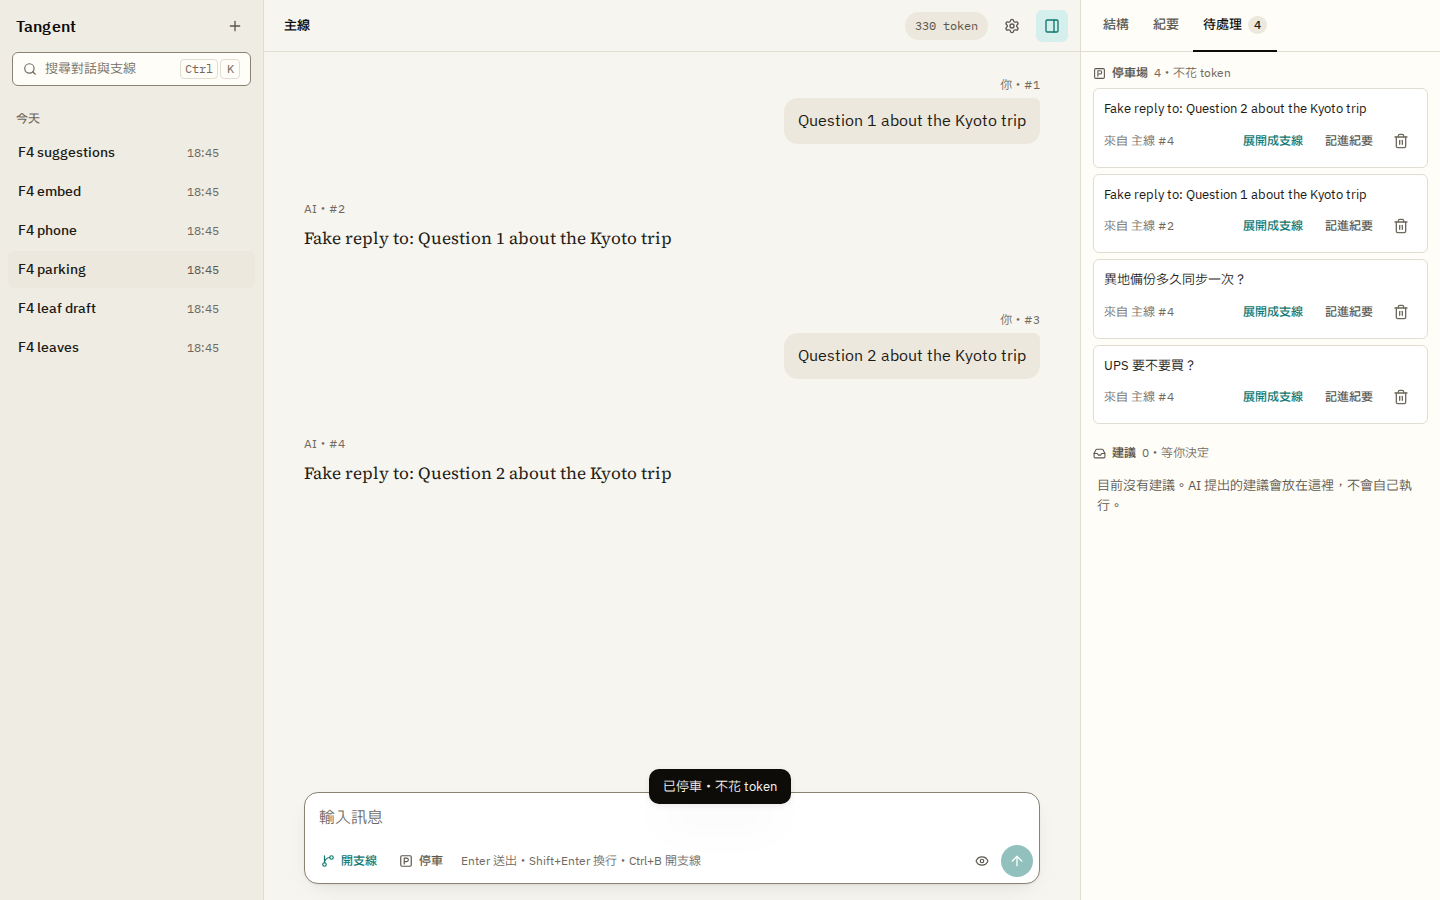 Tangent
搜尋對話與支線 Ctrl K
今天
F4 suggestions 18:45
F4 embed 18:45
F4 phone 18:45
F4 parking 18:45
F4 leaf draft 18:45
F4 leaves 18:45
主線
330 token
你・#1
Question 1 about the Kyoto trip
AI・#2
Fake reply to: Question 1 about the Kyoto trip
你・#3
Question 2 about the Kyoto trip
AI・#4
Fake reply to: Question 2 about the Kyoto trip
已停車・不花 token
輸入訊息
開支線 停車 Enter 送出・Shift+Enter 換行・Ctrl+B 開支線
結構 紀要 待處理 4
停車場 4・不花 token
Fake reply to: Question 2 about the Kyoto trip
來自 主線 #4 展開成支線 記進紀要
Fake reply to: Question 1 about the Kyoto trip
來自 主線 #2 展開成支線 記進紀要
異地備份多久同步一次？
來自 主線 #4 展開成支線 記進紀要
UPS 要不要買？
來自 主線 #4 展開成支線 記進紀要
建議 0・等你決定
目前沒有建議。AI 提出的建議會放在這裡，不會自己執
行。